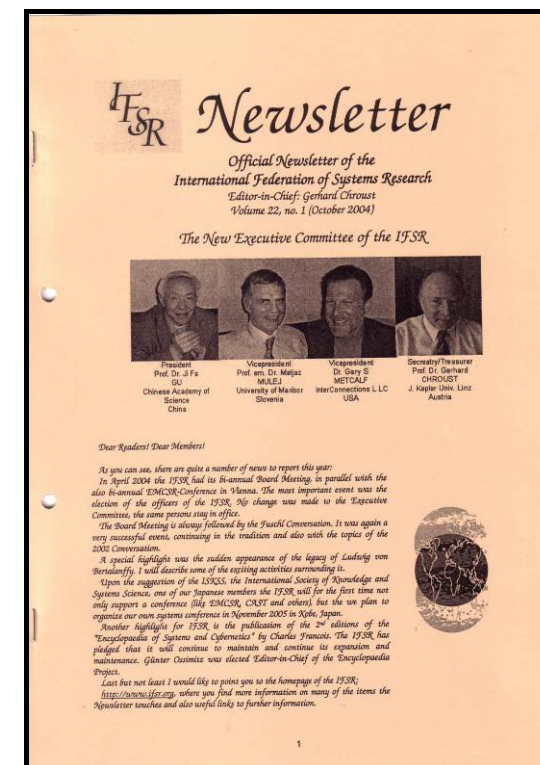 IFSR
Newsletter
Official Newsletter of the
International Federation of Systems Research
Editor-in-Chief: Gerhard Chroust
Volume 22, no. 1 (October 2004)
The New Executive Committee of the IFSR
President
Prof. Dr. Ji Fa
GU
Chinese Academy of
Science
China
Vicepresident
Prof. em. Dr. Matjaz
MULEJ
University of Maribor
Slovenia
Vicepresident
Dr. Gary S
METCALF
InterConnections L LC
USA
Secreatry/Treasurer
Prof. Dr. Gerhard
CHROUST
J. Kepler Univ. Linz
Austria
Dear Readers! Dear Members!
As you can see, there are quite a number of news to report this year:
In April 2004 the IFSR had its bi-annual Board Meeting, in parallel with the
also bi-annual EMCSR-Conference in Vienna. The most important event was the
election of the officers of the IFSR. No change was made to the Executive
Committee, the same persons stay in office.
The Board Meeting is always followed by the Fuschl Conversation. It was again a
very successful event, continuing in the tradition and also with the topics of the
2002 Conversation.
A special highlight was the sudden appearance of the legacy of Ludwig von
Bertalanffy. I will describe some of the exciting activities surrounding it.
Upon the suggestion of the ISKSS, the International Society of Knowledge and
Systems Science, one of our Japanese members the IFSR will for the first time not
only support a conference (like EMCSR, CAST and others), but the we plan to
organize our own systems conference in November 2005 in Kobe, Japan.
Another highlight for IFSR is the publication of the 2nd editions of the
"Encyclopaedia of Systems and Cybernetics" by Charles Francois. The IFSR has
pledged that it will continue to maintain and continue its expansion and
maintenance. Günter Ossimitz was elected Editor-in-Chief of the Encyclopaedia
Project.
Last but not least I would like to point you to the homepage of the IFSR:
http://www.ifsr.org, where you find more information on many of the items the
Newsletter touches and also useful links to further information.
1